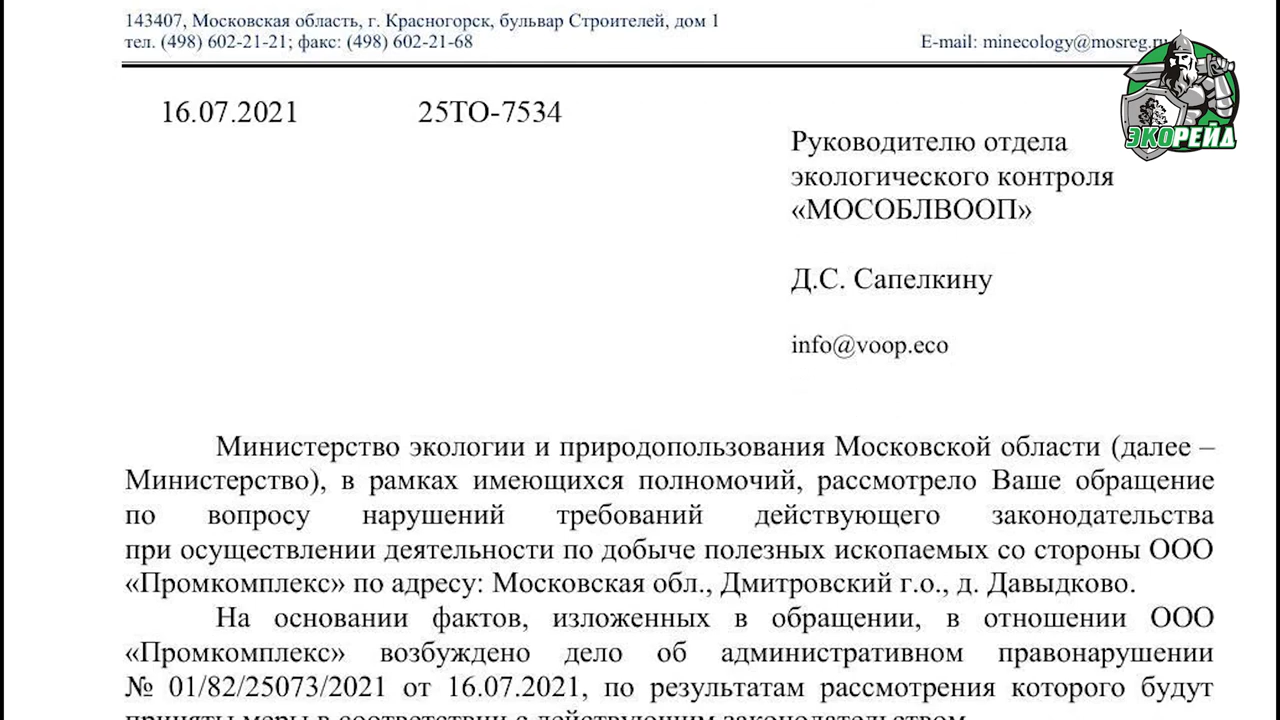 143407, Московская область, г. Красногорск, бульвар Строителей, дом 1
тел. (498) 602-21-21; факс: (498) 602-21-68
E-mail: minecology@mosreg.ru
ЭКОРЕЙД
16.07.2021 25ТО-7534
Руководителю отдела
экологического контроля
«МОСОБЛВООП»
Д.С. Сапелкину
info@voop.eco
Министерство экологии и природопользования Московской области (далее –
Министерство), в рамках имеющихся полномочий, рассмотрело Ваше обращение
по вопросу нарушений требований действующего законодательства
при осуществлении деятельности по добыче полезных ископаемых со стороны ООО
«Промкомплекс» по адресу: Московская обл., Дмитровский г.о., д. Давыдково.
На основании фактов, изложенных в обращении, в отношении ООО
«Промкомплекс» возбуждено дело об административном правонарушении
№ 01/82/25073/2021 от 16.07.2021, по результатам рассмотрения которого будут
приняты меры в соответствии с действующим законодательством.